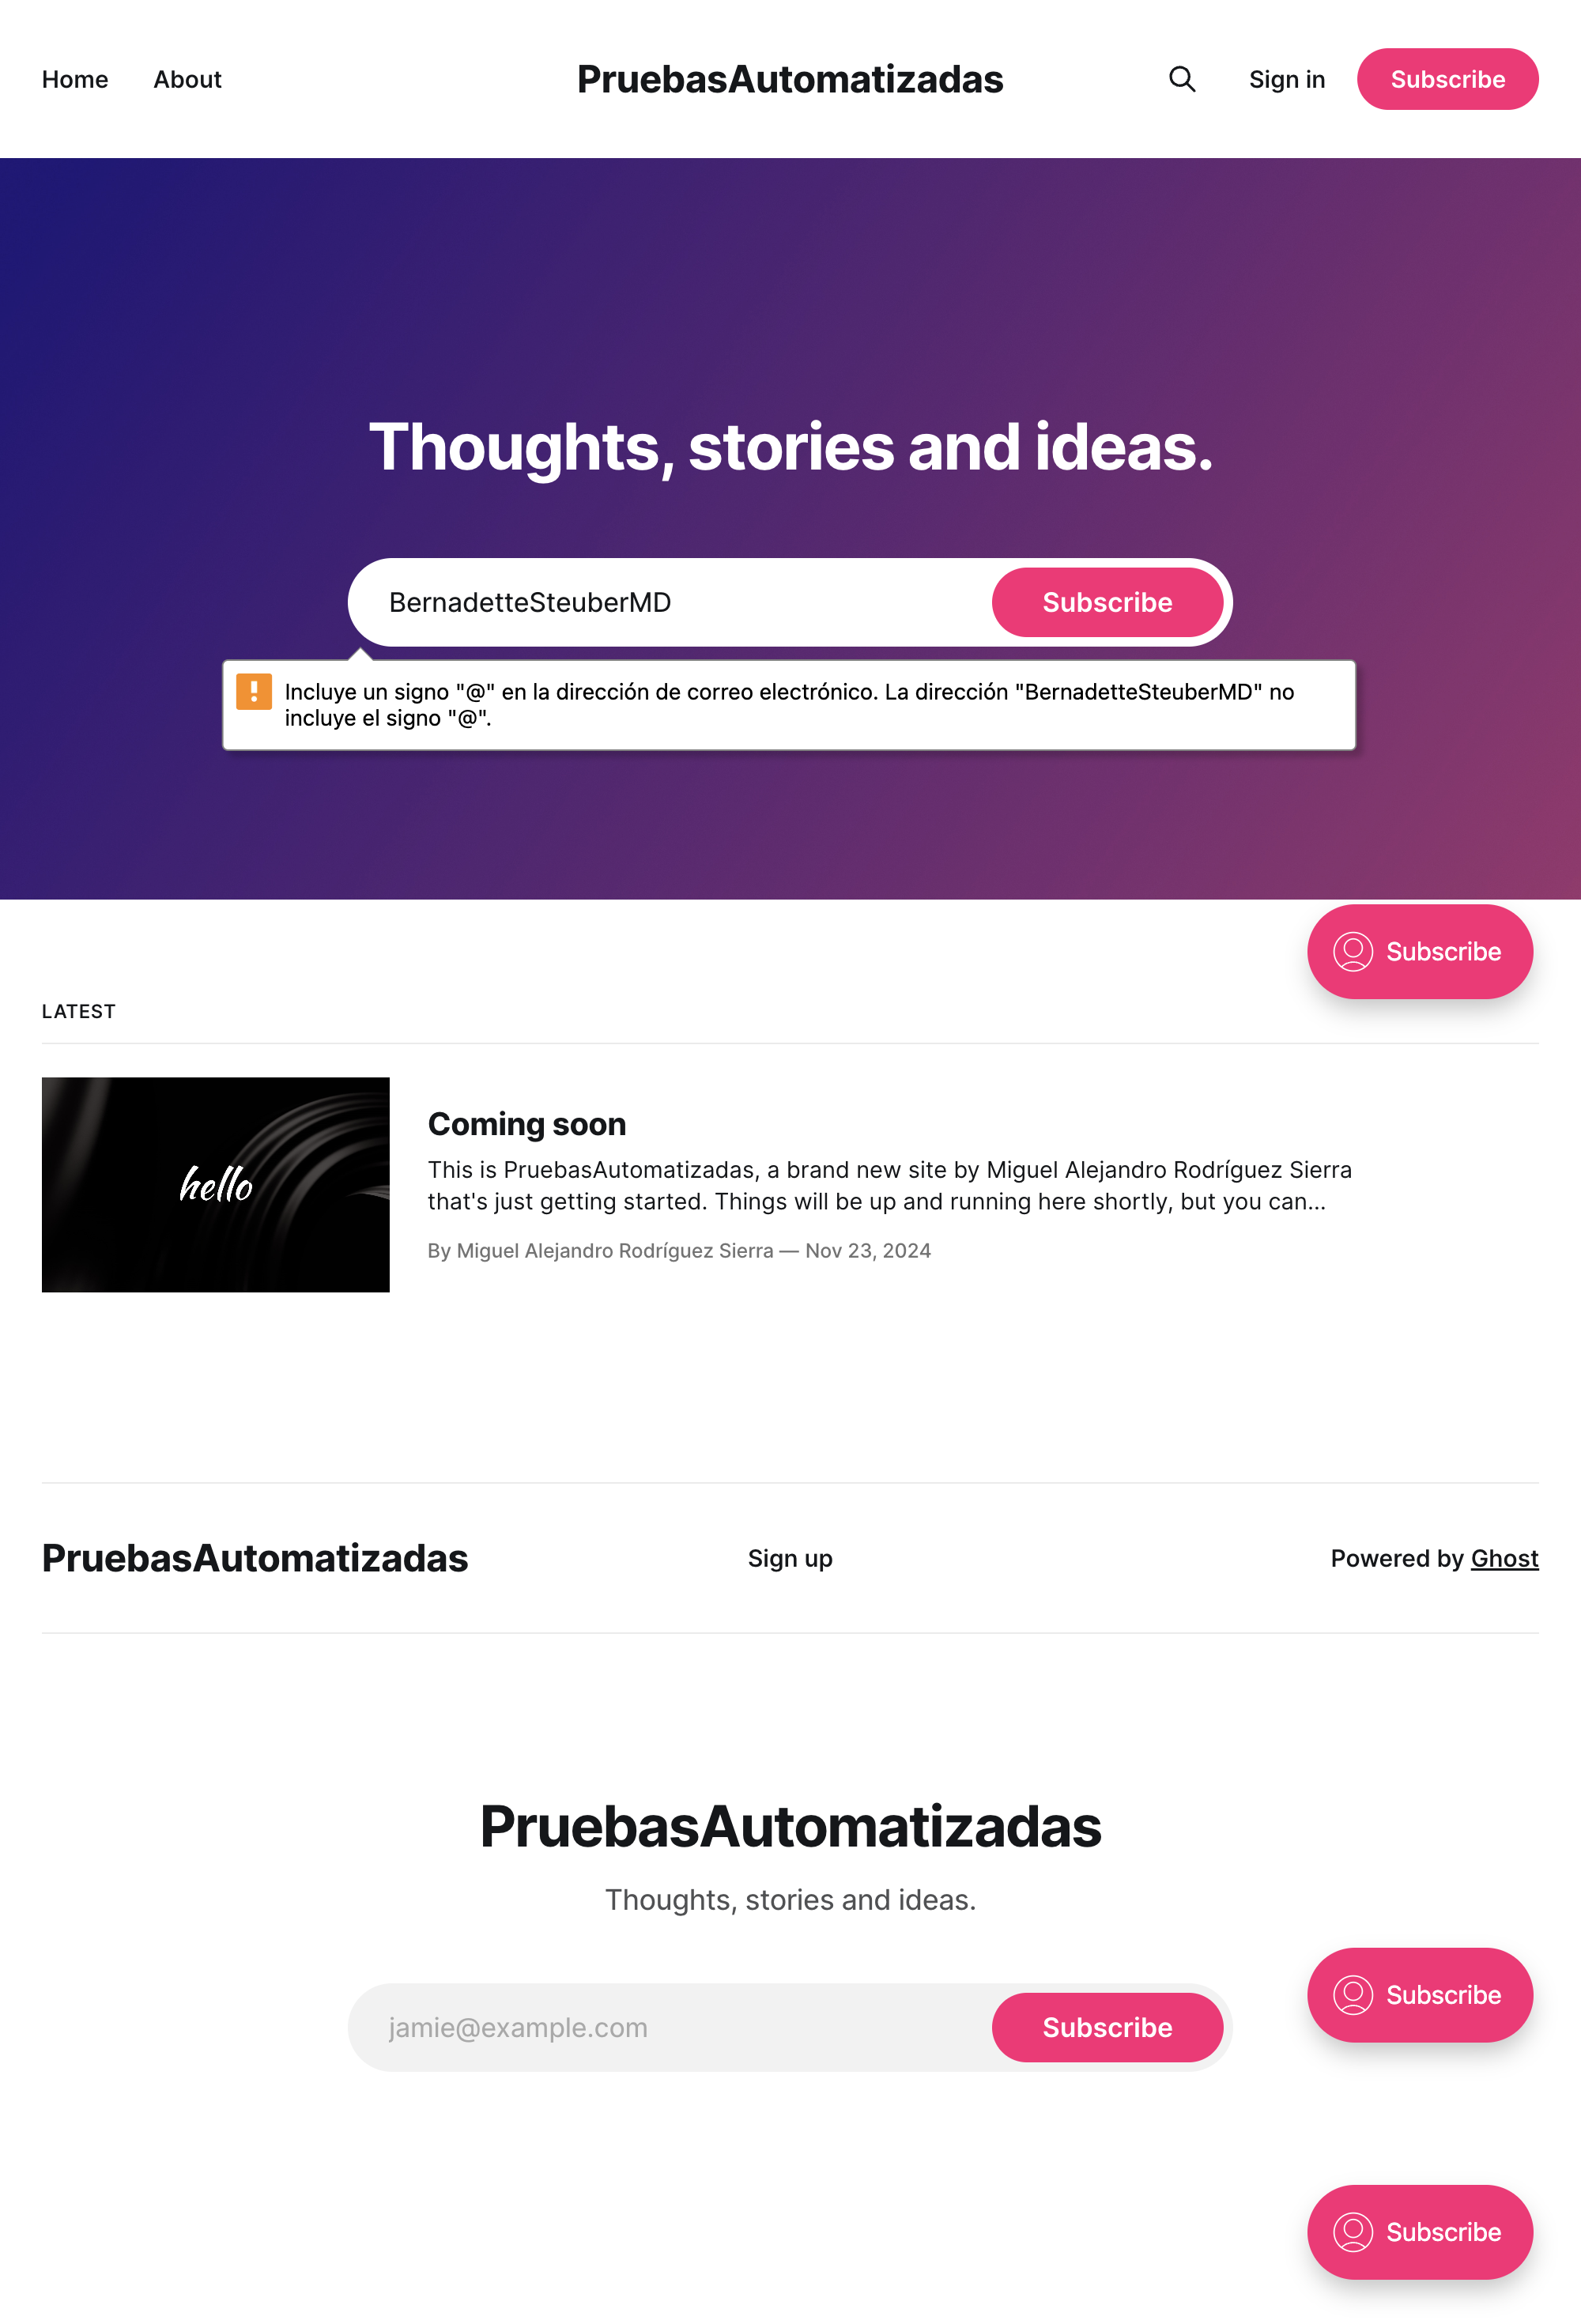 Home
About
PruebasAutomatizadas
Sign in
Subscribe
Thoughts, stories and ideas.
BernadetteSteuberMD
Subscribe
Incluye un signo "@" en la dirección de correo electrónico. La dirección "BernadetteSteuberMD" no
incluye el signo "@".
Subscribe
LATEST
hello
Coming soon
This is PruebasAutomatizadas, a brand new site by Miguel Alejandro Rodríguez Sierra
that's just getting started. Things will be up and running here shortly, but you can...
By Miguel Alejandro Rodríguez Sierra — Nov 23, 2024
PruebasAutomatizadas
Sign up
Powered by Ghost
PruebasAutomatizadas
Thoughts, stories and ideas.
Subscribe
jamie@example.com
Subscribe
Subscribe